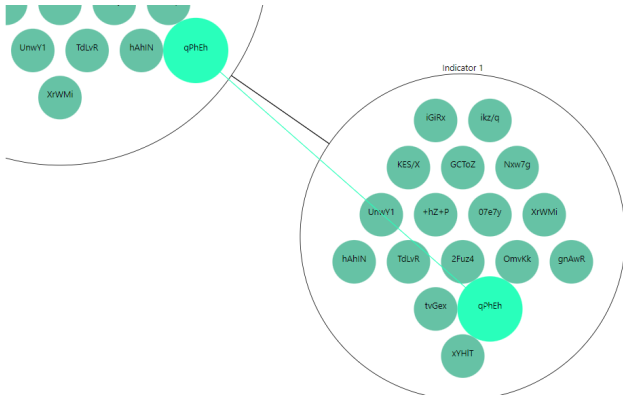 UnwY1 TdLvR hAhIN qPhEh
XrWMi
Indicator 1
iGiRx ikz/q
KES/X GCToZ Nxw7g
UnwY1 +hZ+P 07e7y XrWMi
hAhIN TdLvR 2Fuz4 OmvKk gnAwR
tvGex qPhEh
xYHlT